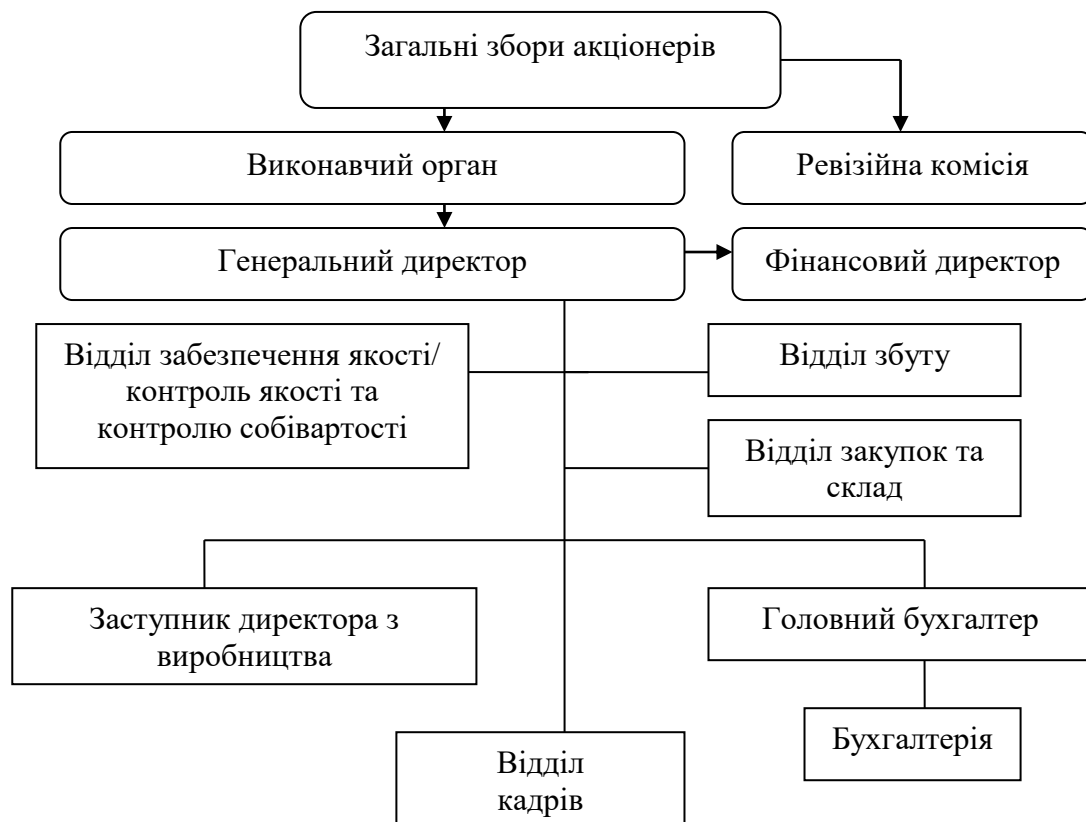 Загальні збори акціонерів
Виконавчий орган
Ревізійна комісія
Генеральний директор
Фінансовий директор
Відділ забезпечення якості/
контроль якості та
контролю собівартості
Відділ збуту
Відділ закупок та
склад
Заступник директора з
виробництва
Головний бухгалтер
Бухгалтерія
Відділ
кадрів